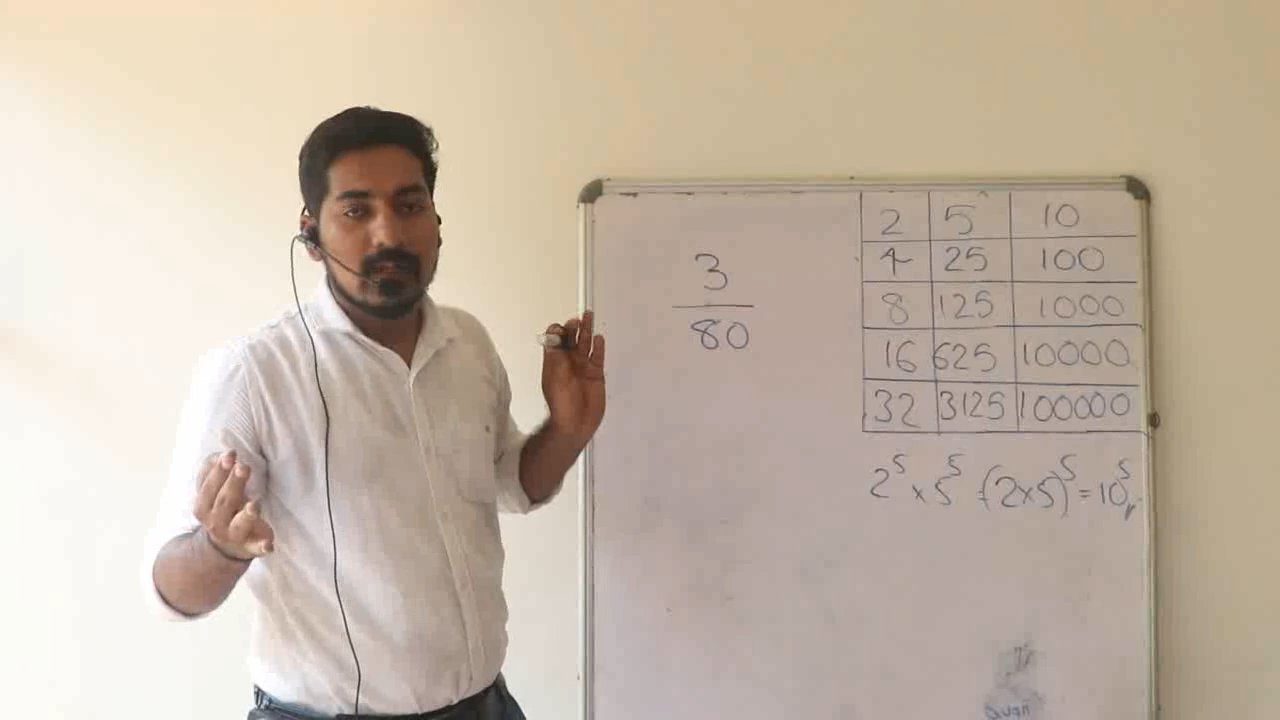 3
80
2 5 10
4 25 100
8 125 1000
16 625 10000
32 3125 100000
2⁵ × 5⁵ = (2×5)⁵ = 10⁵